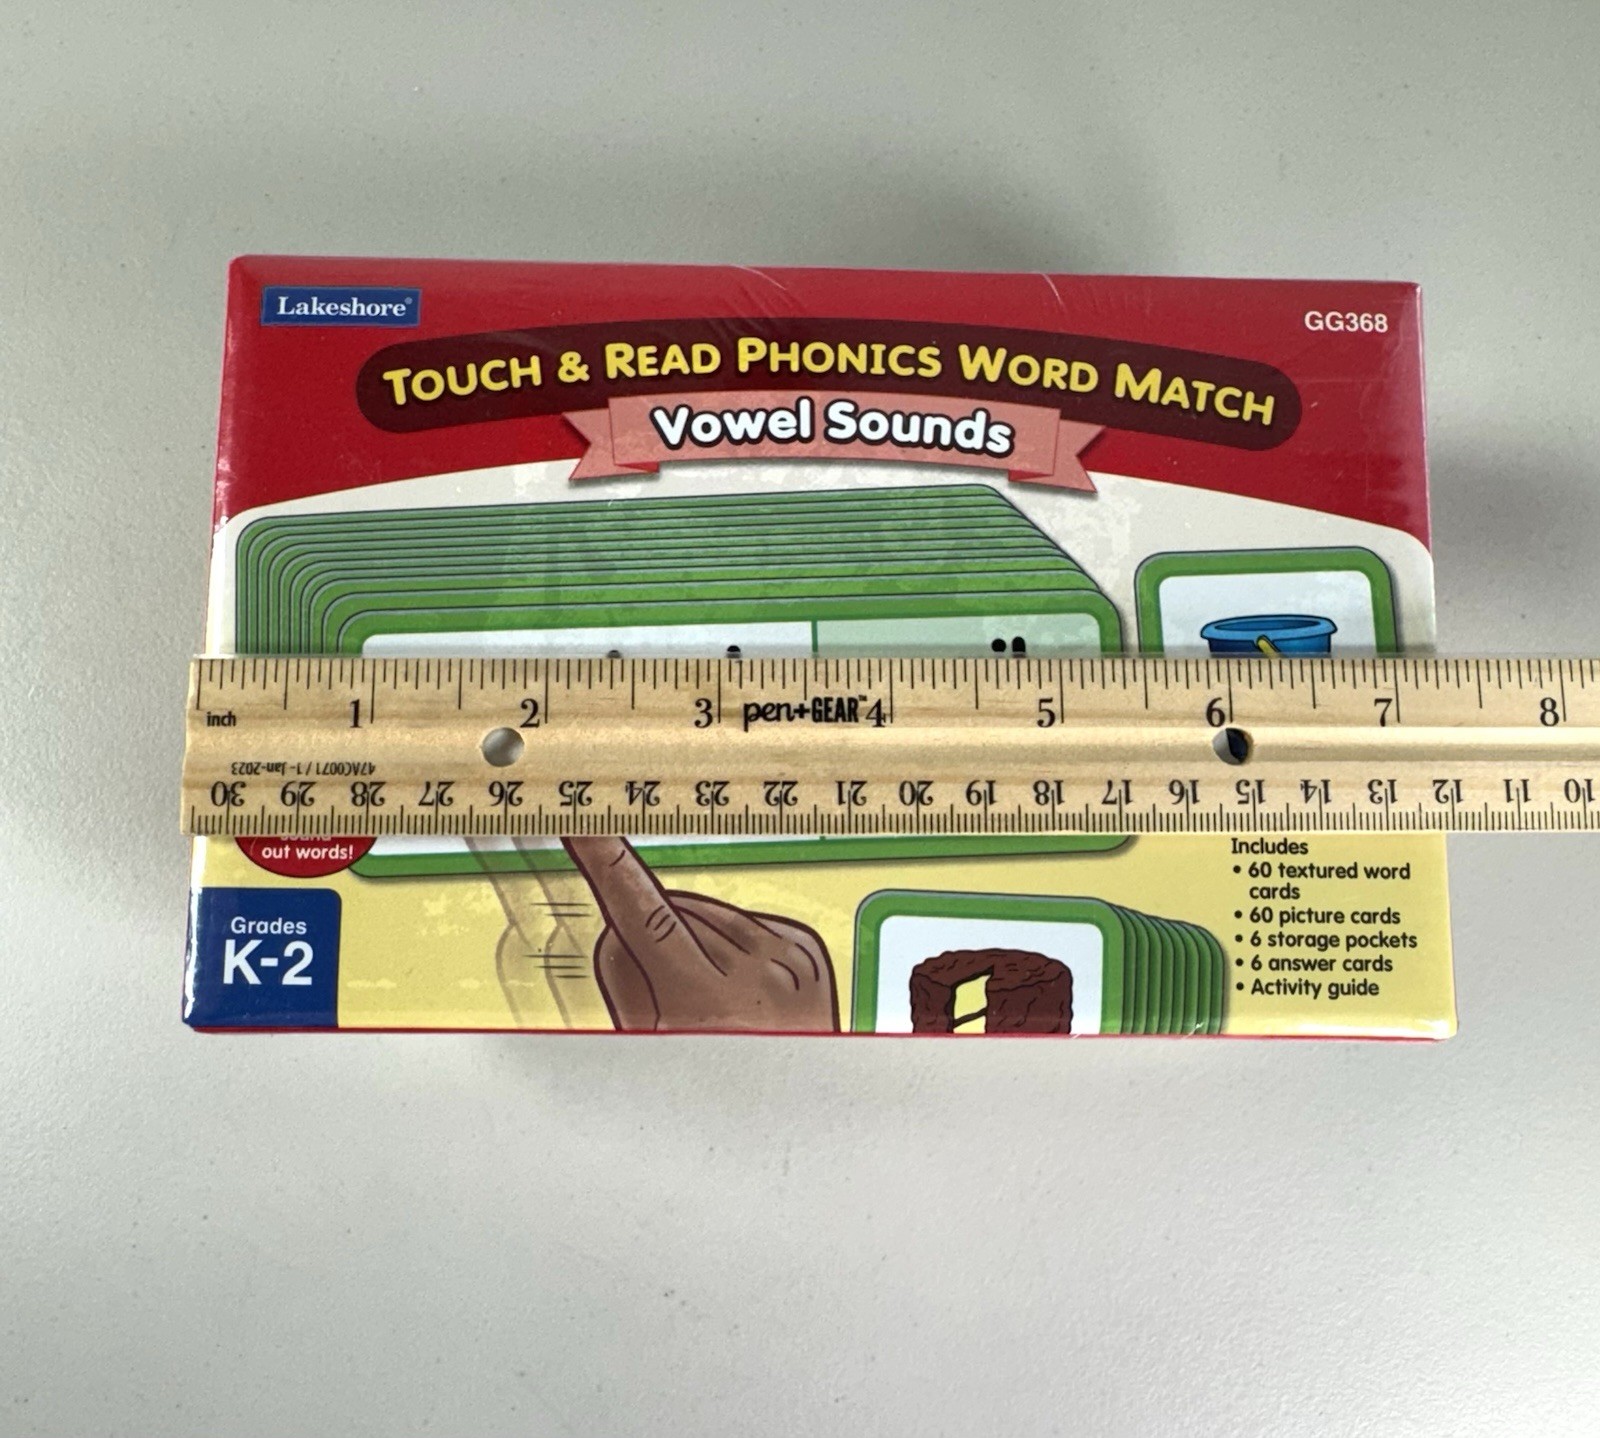 Lakeshore®
GG368
TOUCH & READ PHONICS WORD MATCH
Vowel Sounds
inch 1 2 3 pen+GEAR™ 4 5 6 7 8
47AC0071 / 1-Jan-2023
30 29 28 27 26 25 24 23 22 21 20 19 18 17 16 15 14 13 12 11 10
out words!
Grades
K-2
Includes
• 60 textured word
cards
• 60 picture cards
• 6 storage pockets
• 6 answer cards
• Activity guide